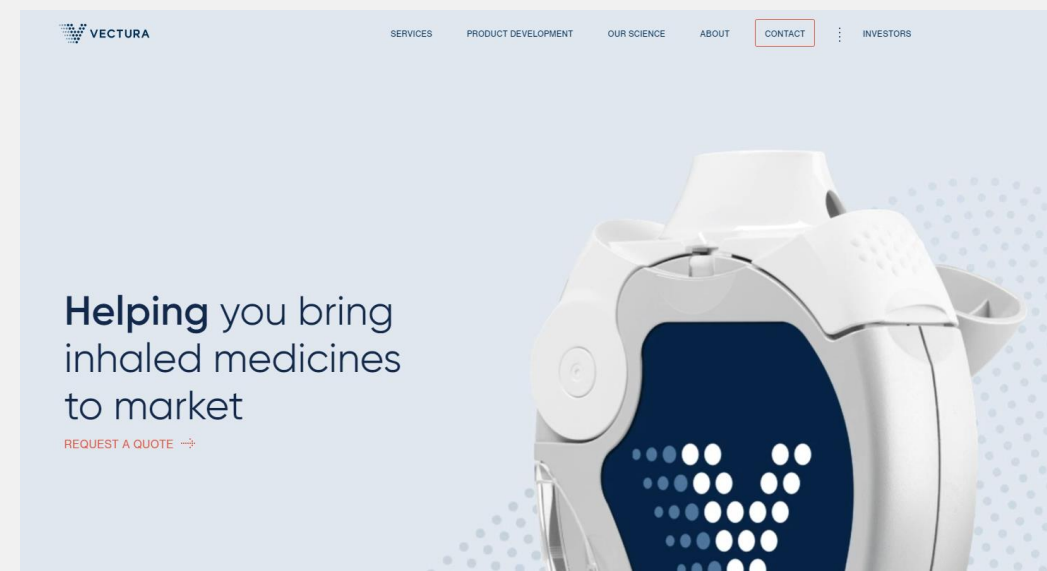 VECTURA
SERVICES
PRODUCT DEVELOPMENT
OUR SCIENCE
ABOUT
CONTACT
INVESTORS
Helping you bring
inhaled medicines
to market
REQUEST A QUOTE